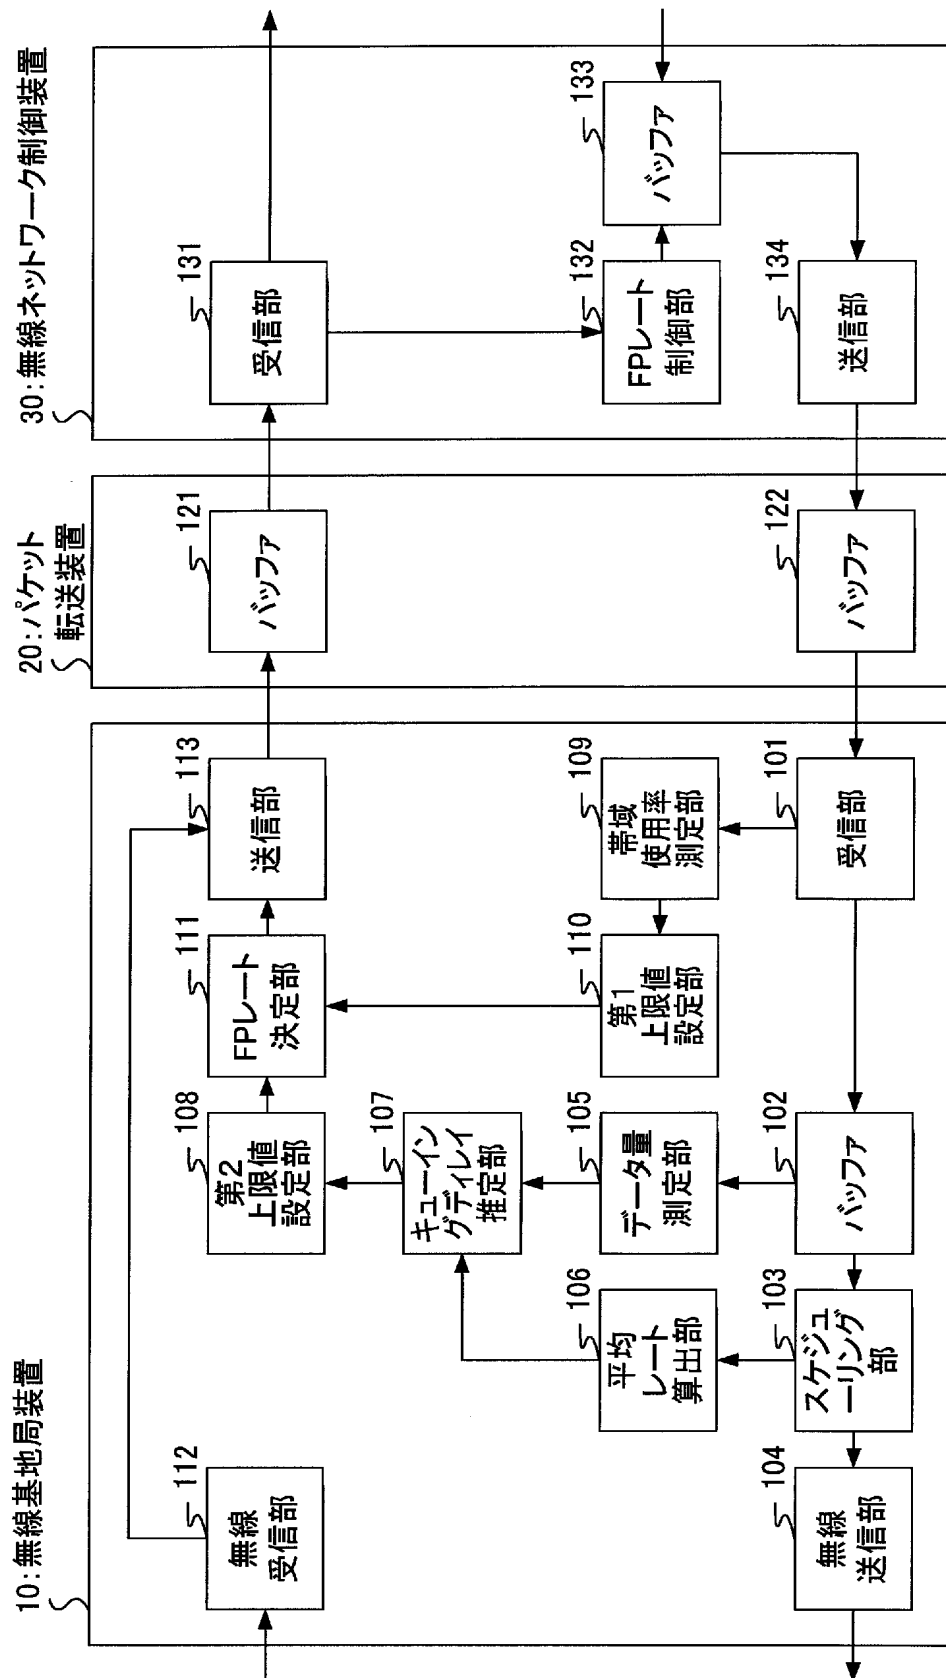 10:無線基地局装置
20:パケット
転送装置
30:無線ネットワーク制御装置
112
無線
受信部
108
第2
上限値
設定部
111
FPレート
決定部
113
送信部
121
バッファ
131
受信部
107
キューイン
グディレイ
推定部
106
平均
レート
算出部
105
データ量
測定部
110
第1
上限値
設定部
109
帯域
使用率
測定部
132
FPレート
制御部
133
バッファ
104
無線
送信部
103
スケジュ
ーリング
部
102
バッファ
101
受信部
122
バッファ
134
送信部